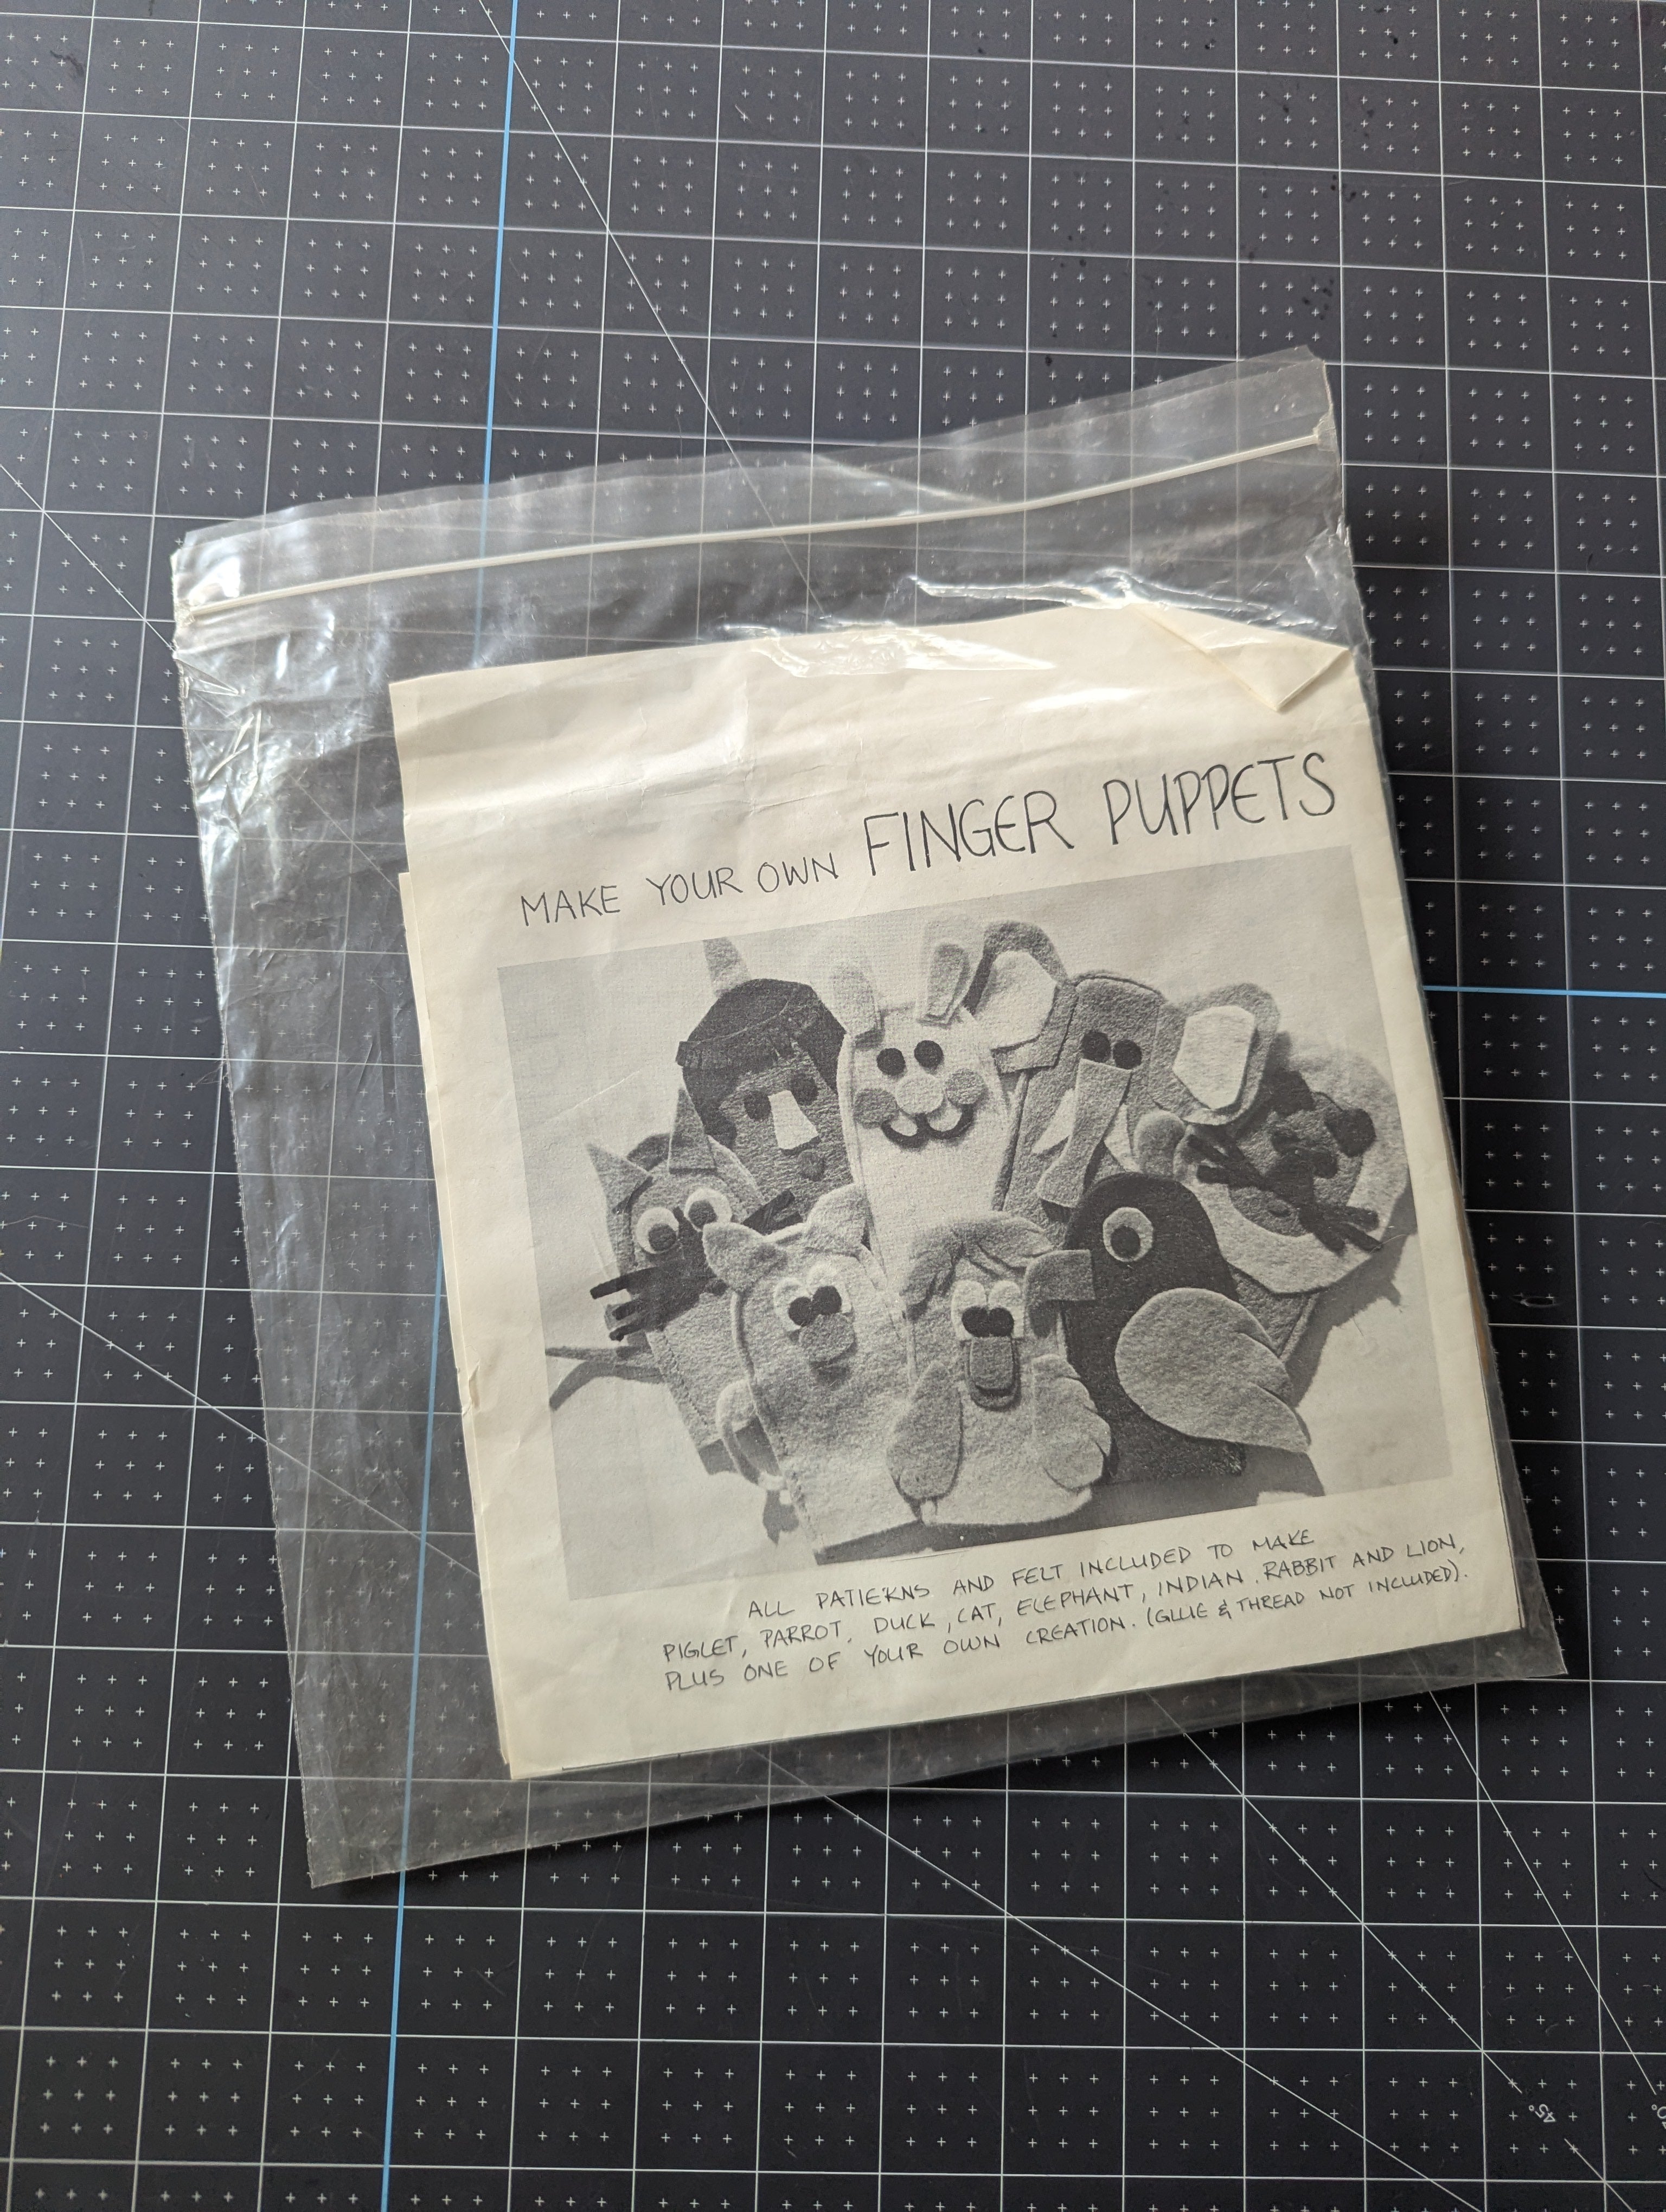 MAKE YOUR OWN FINGER PUPPETS
ALL PATTERNS AND FELT INCLUDED TO MAKE
PIGLET, PARROT, DUCK, CAT, ELEPHANT, INDIAN, RABBIT AND LION,
PLUS ONE OF YOUR OWN CREATION. (GLUE & THREAD NOT INCLUDED).
45°